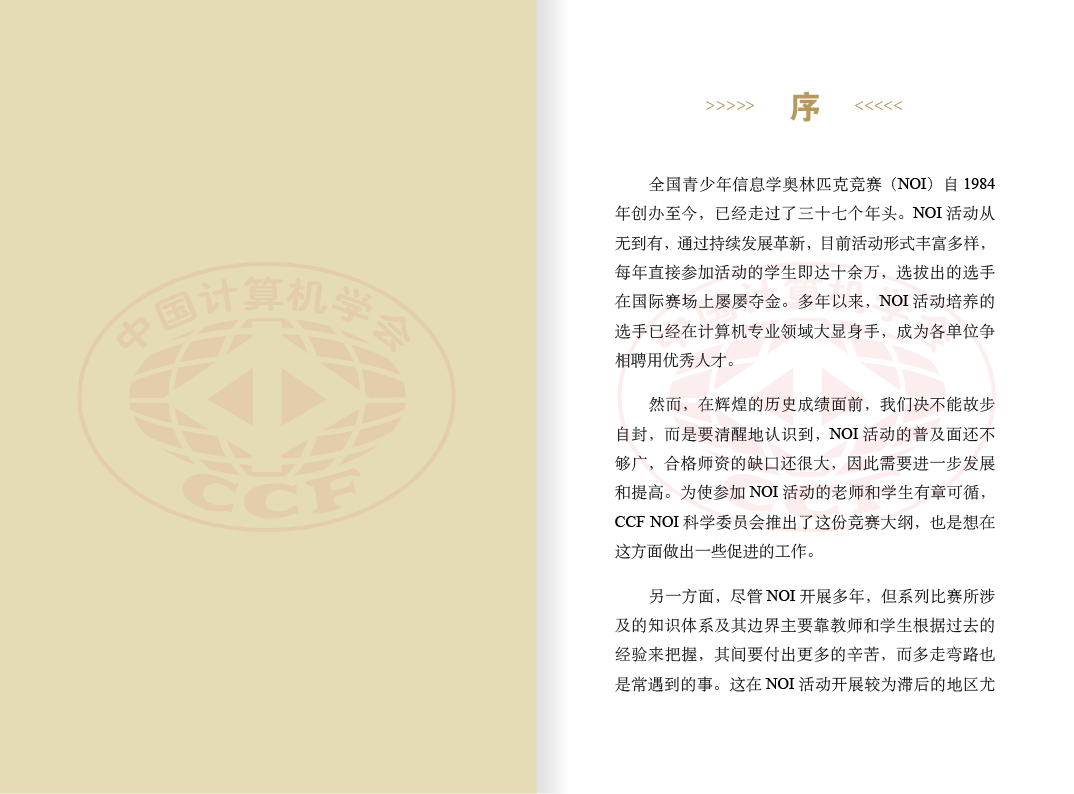 中国计算机学会
CCF
>>>>> 序 <<<<<
全国青少年信息学奥林匹克竞赛（NOI）自 1984
年创办至今，已经走过了三十七个年头。NOI 活动从
无到有，通过持续发展革新，目前活动形式丰富多样，
每年直接参加活动的学生即达十余万，选拔出的选手
在国际赛场上屡屡夺金。多年以来，NOI 活动培养的
选手已经在计算机专业领域大显身手，成为各单位争
相聘用优秀人才。
然而，在辉煌的历史成绩面前，我们决不能故步
自封，而是要清醒地认识到，NOI 活动的普及面还不
够广，合格师资的缺口还很大，因此需要进一步发展
和提高。为使参加 NOI 活动的老师和学生有章可循，
CCF NOI 科学委员会推出了这份竞赛大纲，也是想在
这方面做出一些促进的工作。
另一方面，尽管 NOI 开展多年，但系列比赛所涉
及的知识体系及其边界主要靠教师和学生根据过去的
经验来把握，其间要付出更多的辛苦，而多走弯路也
是常遇到的事。这在 NOI 活动开展较为滞后的地区尤
中国计算机学会
CCF